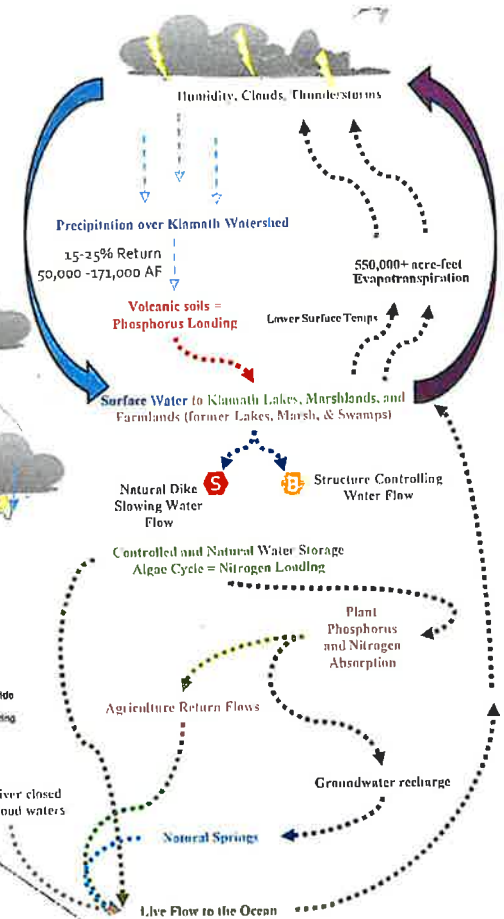 Humidity, Clouds, Thunderstorms
Precipitation over Klamath Watershed
15-25% Return
50,000 -171,000 AF
550,000+ acre-feet
Evapotranspiration
Volcanic soils =
Phosphorus Loading
Lower Surface Temps
Surface Water to Klamath Lakes, Marshlands, and
Farmlands (former Lakes, Marsh, & Swamps)
S
B
Natural Dike
Slowing Water
Flow
Structure Controlling
Water Flow
Controlled and Natural Water Storage
Algae Cycle = Nitrogen Loading
Plant
Phosphorus
and Nitrogen
Absorption
Agriculture Return Flows
Groundwater recharge
iver closed
oud waters
Natural Springs
Live Flow to the Ocean